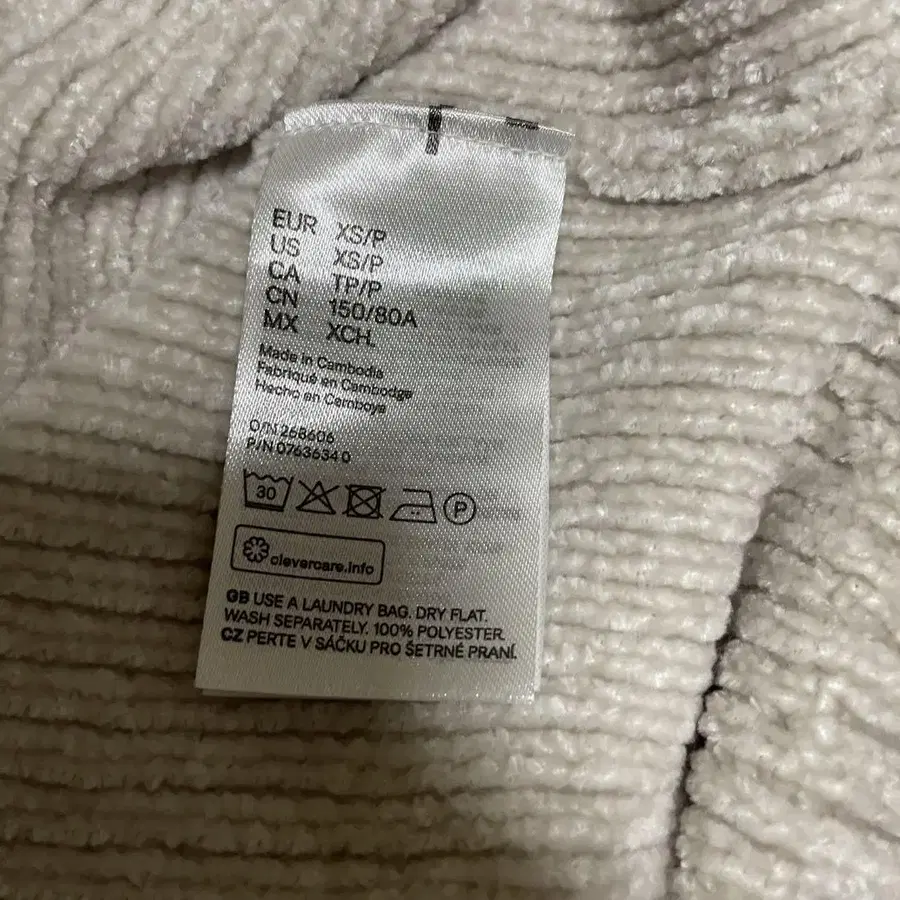 EUR XS/P
US XS/P
CA TP/P
CN 150/80A
MX XCH.
Made in Cambodia
Fabriqué en Cambodge
Hecho en Camboya
O/N 268606
P/N 0763634 0
30 P
clevercare.info
GB USE A LAUNDRY BAG. DRY FLAT.
WASH SEPARATELY. 100% POLYESTER.
CZ PERTE V SÁČKU PRO ŠETRNÉ PRANÍ.